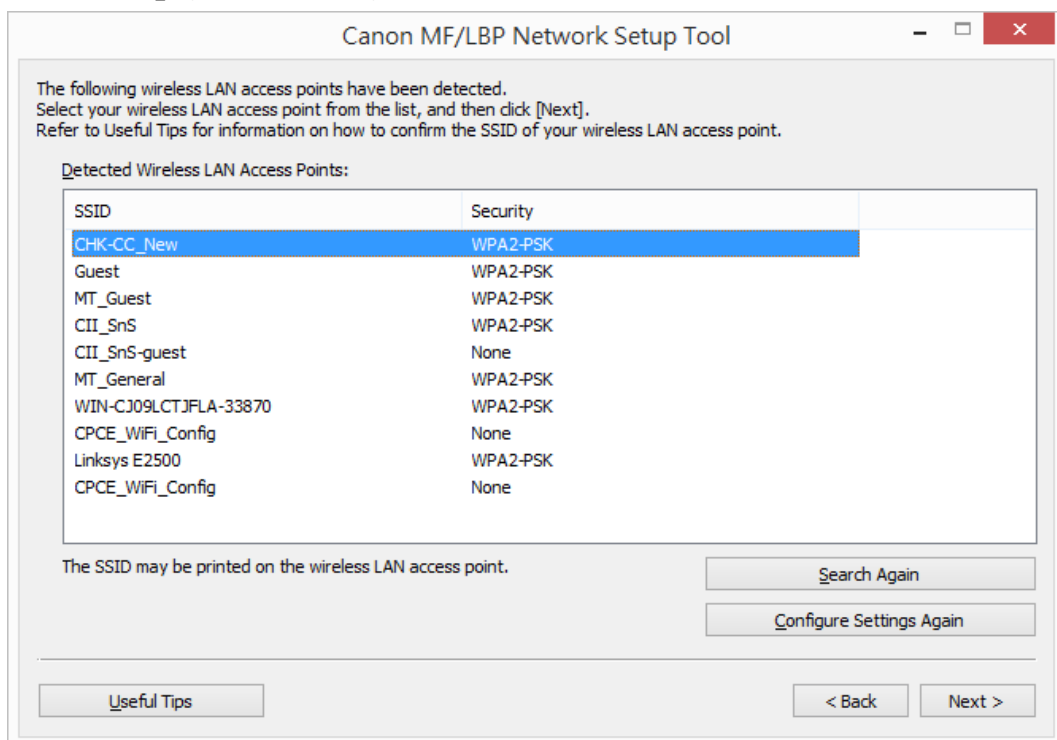 Canon MF/LBP Network Setup Tool
The following wireless LAN access points have been detected.
Select your wireless LAN access point from the list, and then click [Next].
Refer to Useful Tips for information on how to confirm the SSID of your wireless LAN access point.
Detected Wireless LAN Access Points:
SSID Security
CHK-CC_New WPA2-PSK
Guest WPA2-PSK
MT_Guest WPA2-PSK
CII_SnS WPA2-PSK
CII_SnS-guest None
MT_General WPA2-PSK
WIN-CJ09LCTJFLA-33870 WPA2-PSK
CPCE_WiFi_Config None
Linksys E2500 WPA2-PSK
CPCE_WiFi_Config None
The SSID may be printed on the wireless LAN access point.
Search Again
Configure Settings Again
Useful Tips < Back Next >